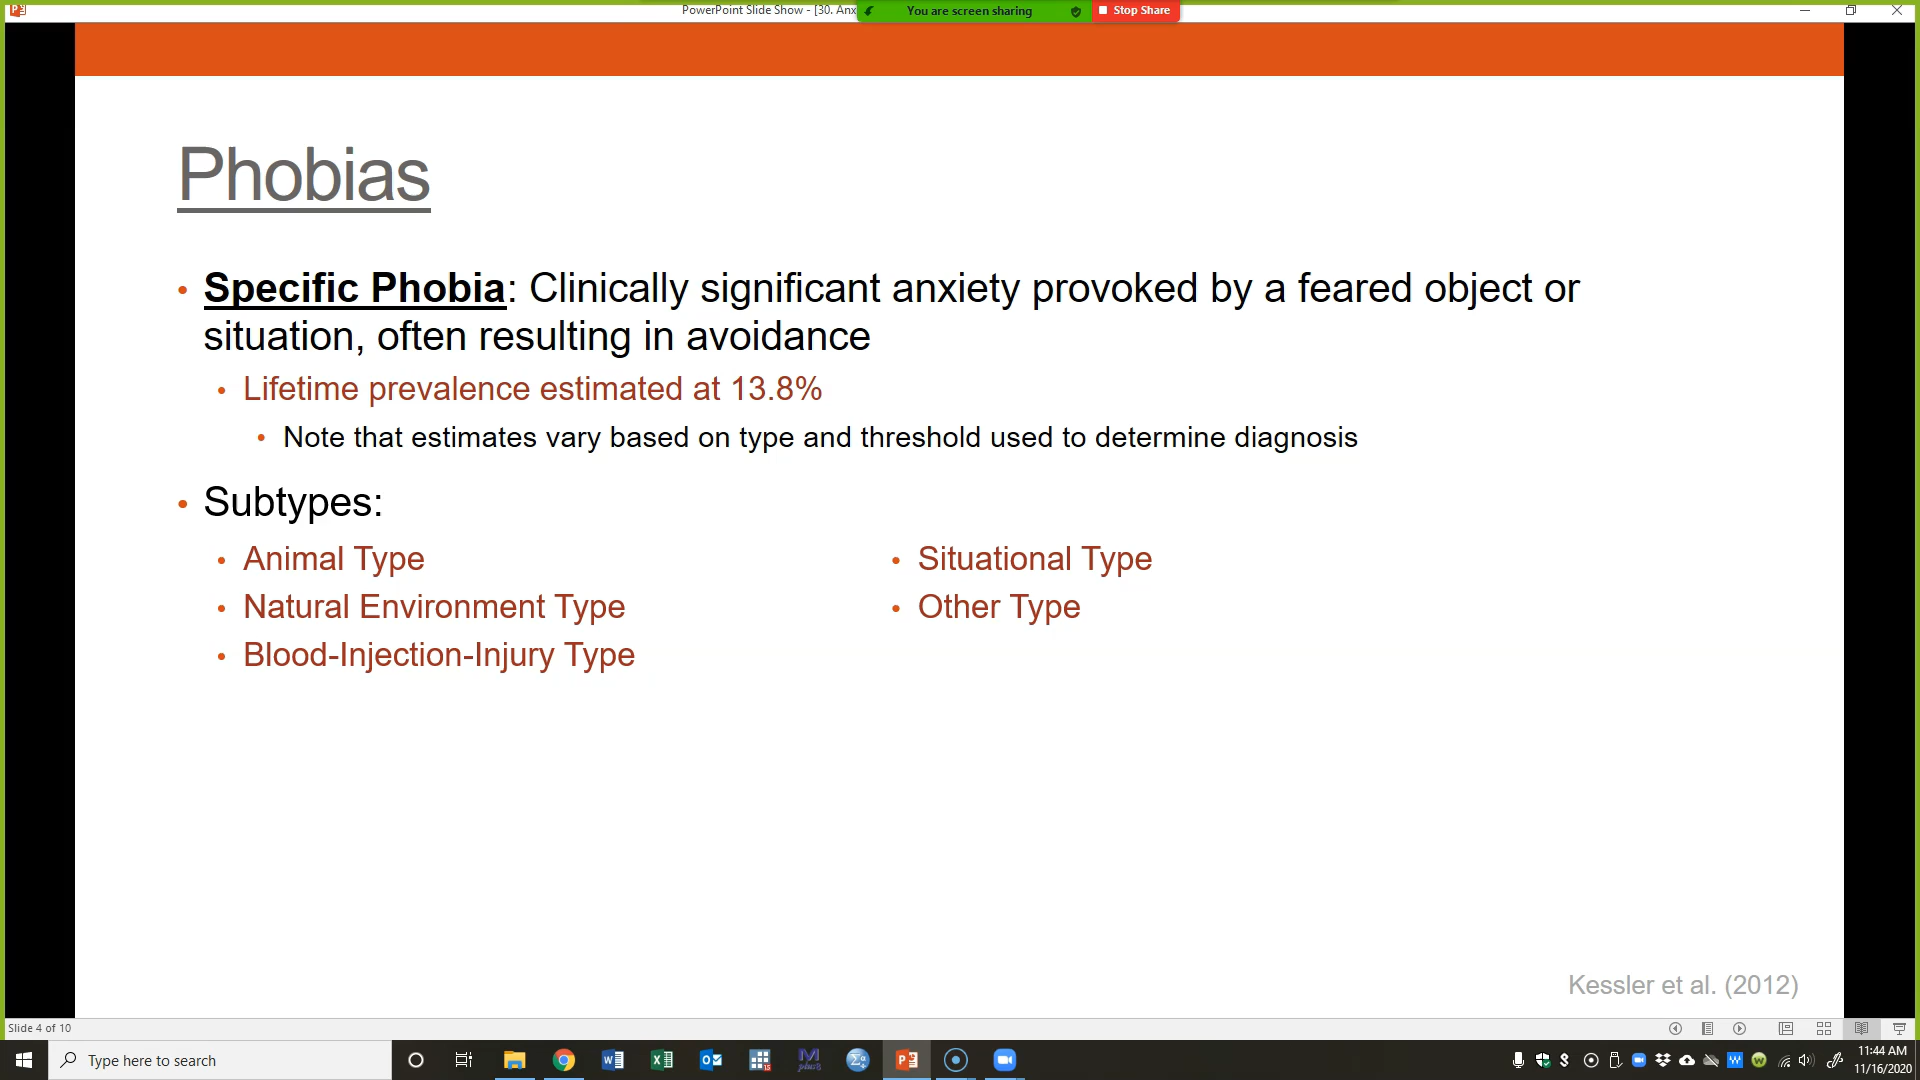 PowerPoint Slide Show - [30. Anx
You are screen sharing
Stop Share
Phobias
• Specific Phobia: Clinically significant anxiety provoked by a feared object or
situation, often resulting in avoidance
• Lifetime prevalence estimated at 13.8%
• Note that estimates vary based on type and threshold used to determine diagnosis
• Subtypes:
• Animal Type
• Natural Environment Type
• Blood-Injection-Injury Type
• Situational Type
• Other Type
Kessler et al. (2012)
Slide 4 of 10
Type here to search
11:44 AM
11/16/2020